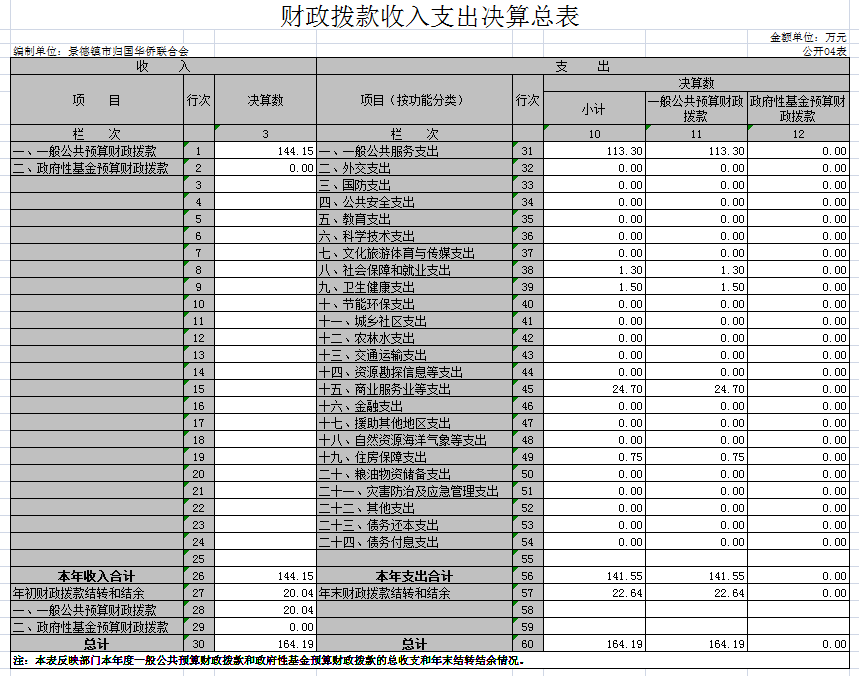 财政拨款收入支出决算总表
金额单位：万元
编制单位：景德镇市归国华侨联合会 公开04表
收 入 支 出
项 目 行次 决算数 项目（按功能分类） 行次 决算数
小计 一般公共预算财政拨款 政府性基金预算财政拨款
栏 次 3 栏 次 10 11 12
一、一般公共预算财政拨款 1 144.15 一、一般公共服务支出 31 113.30 113.30 0.00
二、政府性基金预算财政拨款 2 0.00 二、外交支出 32 0.00 0.00 0.00
3 三、国防支出 33 0.00 0.00 0.00
4 四、公共安全支出 34 0.00 0.00 0.00
5 五、教育支出 35 0.00 0.00 0.00
6 六、科学技术支出 36 0.00 0.00 0.00
7 七、文化旅游体育与传媒支出 37 0.00 0.00 0.00
8 八、社会保障和就业支出 38 1.30 1.30 0.00
9 九、卫生健康支出 39 1.50 1.50 0.00
10 十、节能环保支出 40 0.00 0.00 0.00
11 十一、城乡社区支出 41 0.00 0.00 0.00
12 十二、农林水支出 42 0.00 0.00 0.00
13 十三、交通运输支出 43 0.00 0.00 0.00
14 十四、资源勘探信息等支出 44 0.00 0.00 0.00
15 十五、商业服务业等支出 45 24.70 24.70 0.00
16 十六、金融支出 46 0.00 0.00 0.00
17 十七、援助其他地区支出 47 0.00 0.00 0.00
18 十八、自然资源海洋气象等支出 48 0.00 0.00 0.00
19 十九、住房保障支出 49 0.75 0.75 0.00
20 二十、粮油物资储备支出 50 0.00 0.00 0.00
21 二十一、灾害防治及应急管理支出 51 0.00 0.00 0.00
22 二十二、其他支出 52 0.00 0.00 0.00
23 二十三、债务还本支出 53 0.00 0.00 0.00
24 二十四、债务付息支出 54 0.00 0.00 0.00
25 55
本年收入合计 26 144.15 本年支出合计 56 141.55 141.55 0.00
年初财政拨款结转和结余 27 20.04 年末财政拨款结转和结余 57 22.64 22.64 0.00
一、一般公共预算财政拨款 28 20.04 58
二、政府性基金预算财政拨款 29 0.00 59
总计 30 164.19 总计 60 164.19 164.19 0.00
注：本表反映部门本年度一般公共预算财政拨款和政府性基金预算财政拨款的总收支和年末结转结余情况。